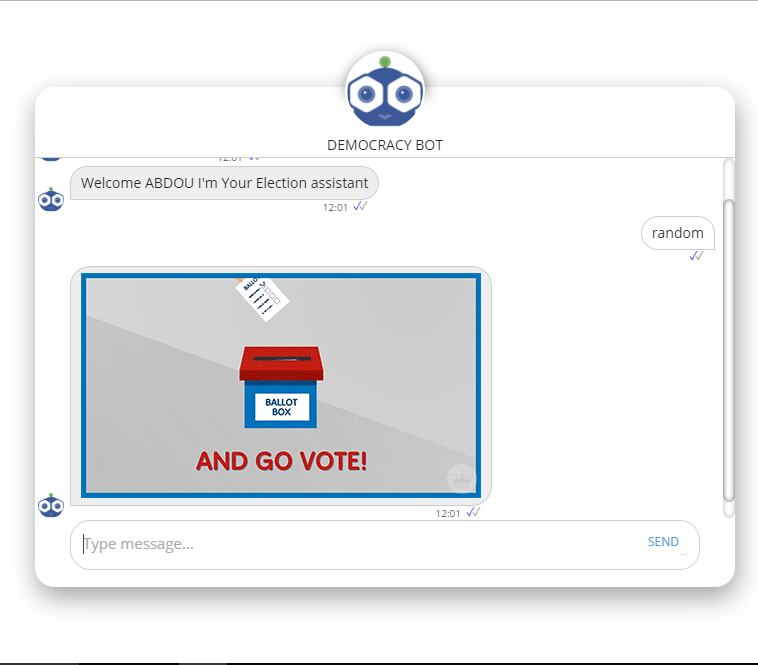 DEMOCRACY BOT
12:01
Welcome ABDOU I'm Your Election assistant
12:01
random
BALLOT
BALLOT
BOX
AND GO VOTE!
12:01
Type message...
SEND